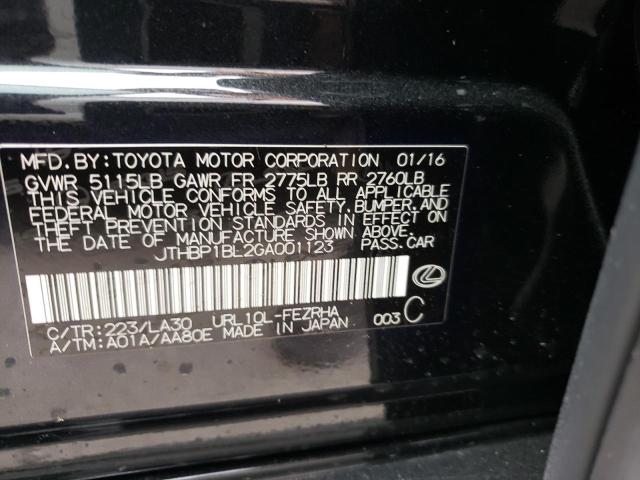 MFD. BY: TOYOTA MOTOR CORPORATION 01/16
GVWR 5115LB GAWR FR 2775LB RR 2760LB
THIS VEHICLE CONFORMS TO ALL APPLICABLE
FEDERAL MOTOR VEHICLE SAFETY, BUMPER, AND
THEFT PREVENTION STANDARDS IN EFFECT ON
THE DATE OF MANUFACTURE SHOWN ABOVE.
JTHBP1BL2GA001123 PASS. CAR
C/TR: 223/LA30 URL10L-FEZRHA
A/TM: A01A/AA80E MADE IN JAPAN 003 C